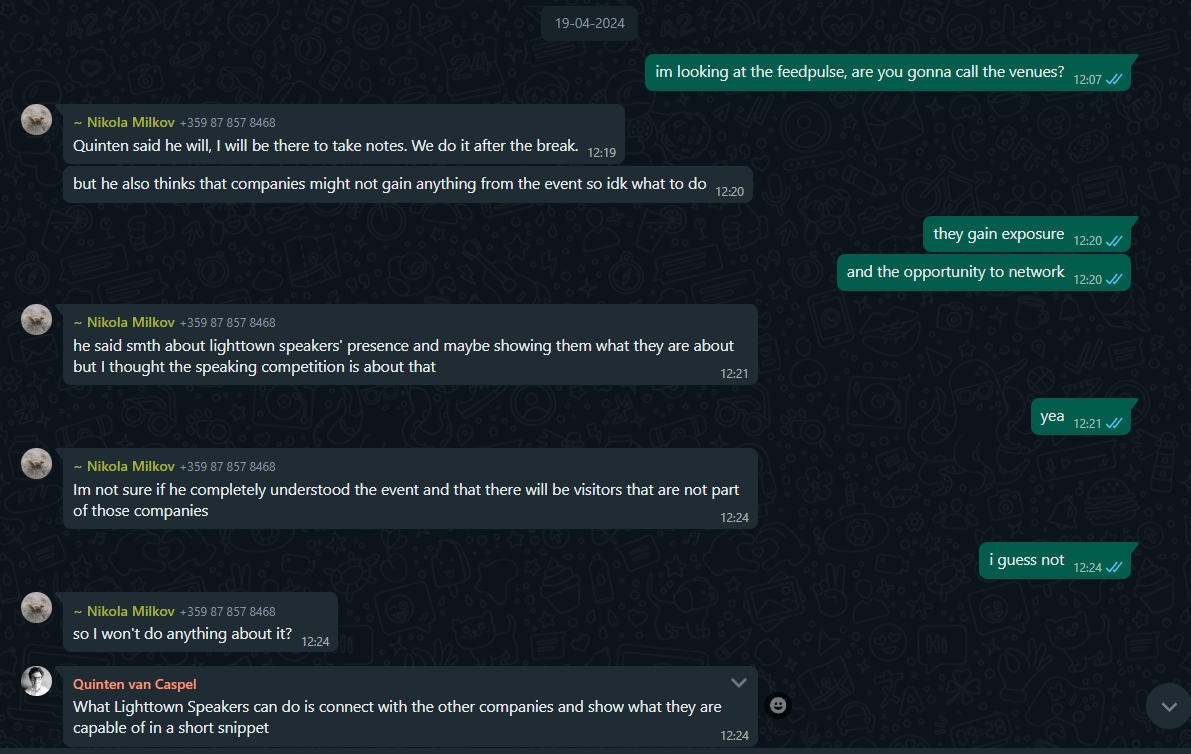 19-04-2024
im looking at the feedpulse, are you gonna call the venues? 12:07
~ Nikola Milkov +359 87 857 8468
Quinten said he will, I will be there to take notes. We do it after the break. 12:19
but he also thinks that companies might not gain anything from the event so idk what to do 12:20
they gain exposure 12:20
and the opportunity to network 12:20
~ Nikola Milkov +359 87 857 8468
he said smth about lighttown speakers' presence and maybe showing them what they are about
but I thought the speaking competition is about that
12:21
yea 12:21
~ Nikola Milkov +359 87 857 8468
Im not sure if he completely understood the event and that there will be visitors that are not part
of those companies
12:24
i guess not 12:24
~ Nikola Milkov +359 87 857 8468
so I won't do anything about it? 12:24
Quinten van Caspel
What Lighttown Speakers can do is connect with the other companies and show what they are
capable of in a short snippet
12:24